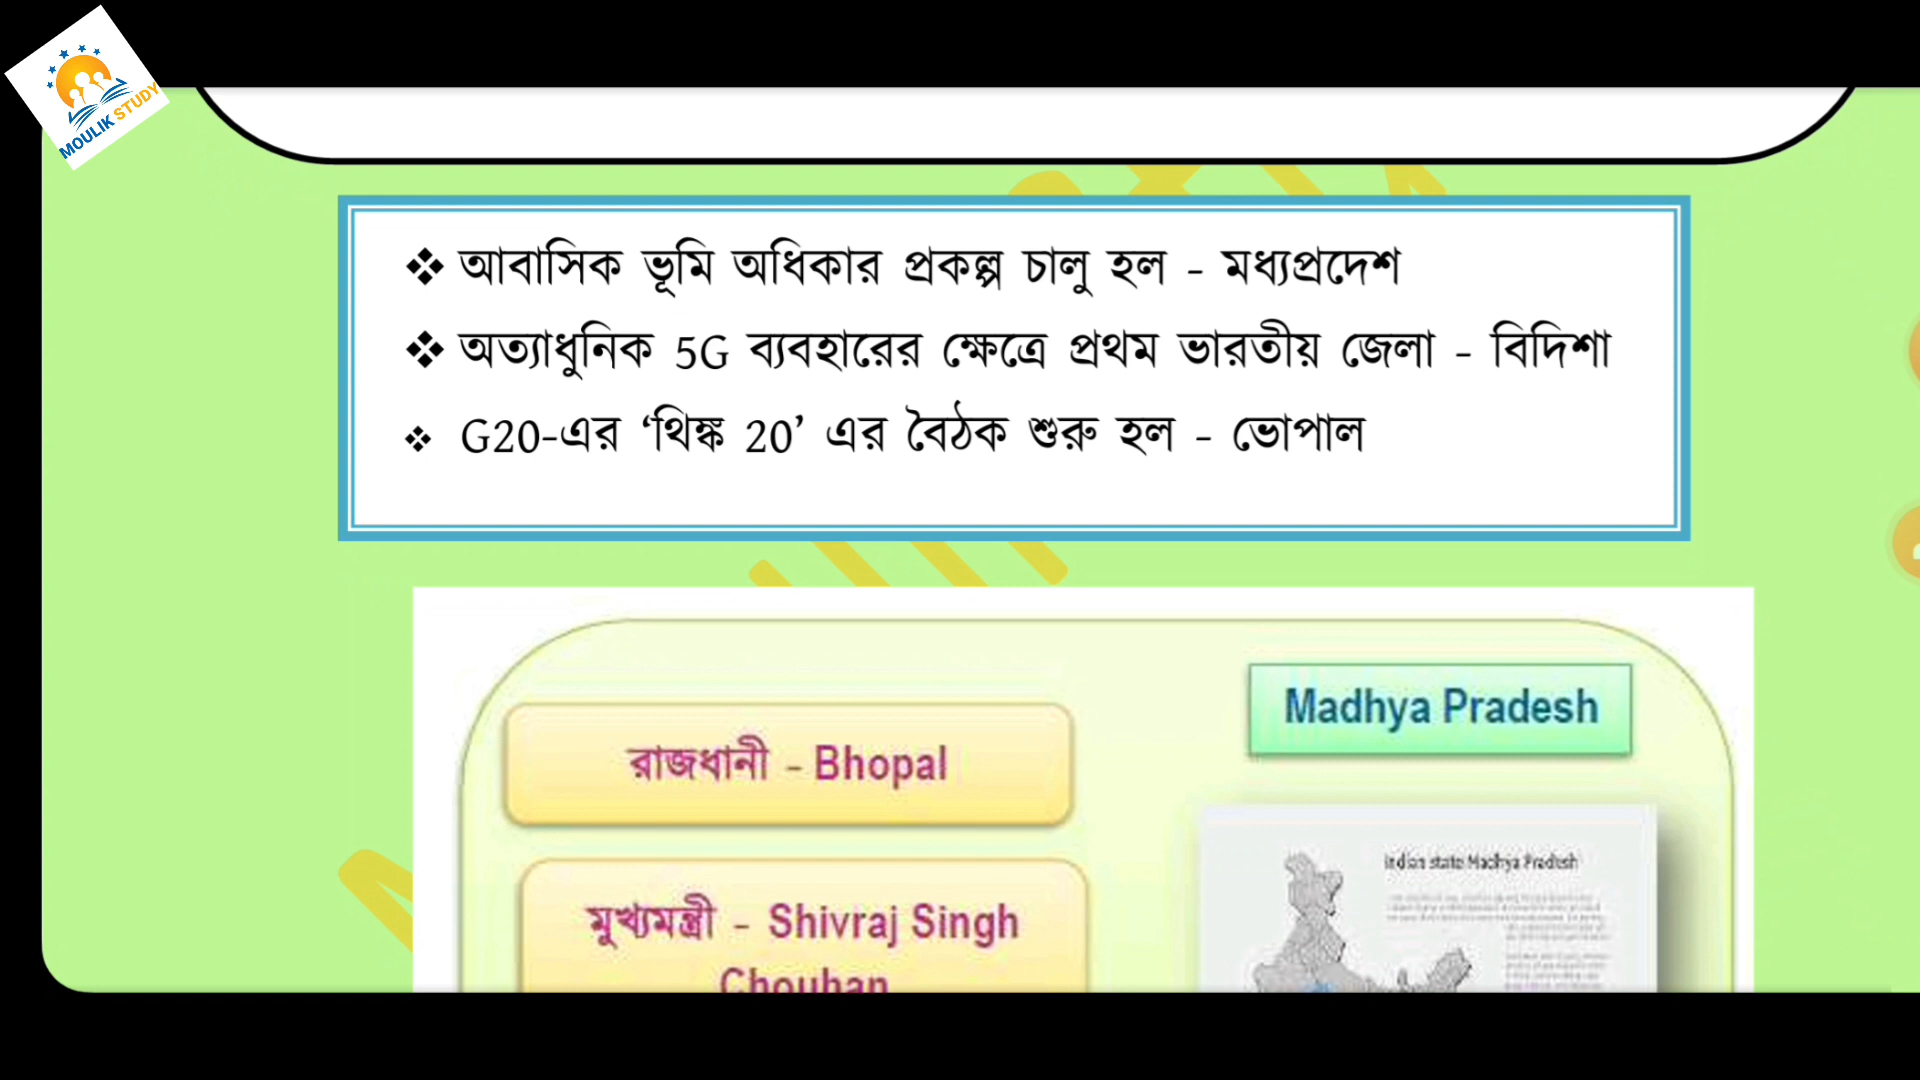 MOULIK STUDY
❖ আবাসিক ভূমি অধিকার প্রকল্প চালু হল - মধ্যপ্রদেশ
❖ অত্যাধুনিক 5G ব্যবহারের ক্ষেত্রে প্রথম ভারতীয় জেলা - বিদিশা
❖ G20-এর ‘থিঙ্ক 20’ এর বৈঠক শুরু হল - ভোপাল
Madhya Pradesh
রাজধানী - Bhopal
Indian state Madhya Pradesh
মুখ্যমন্ত্রী - Shivraj Singh
Chouhan